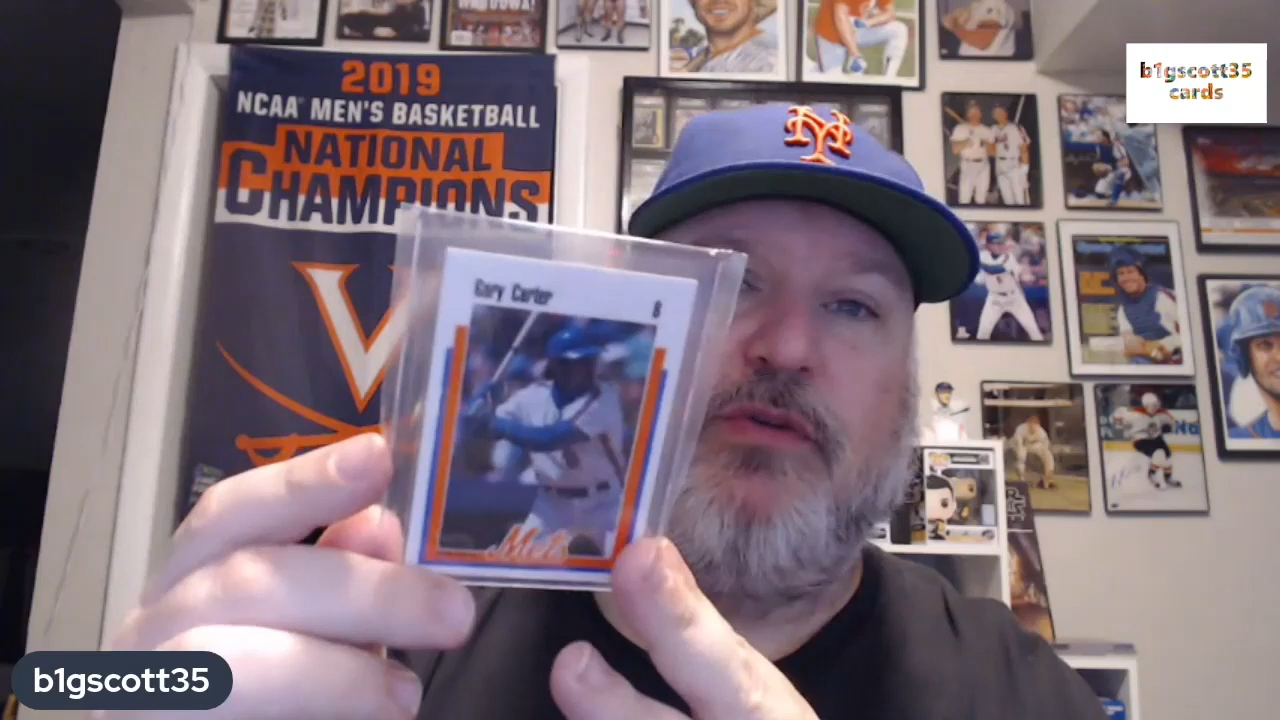 2019
NCAA MEN'S BASKETBALL
NATIONAL
CHAMPIONS
V
b1gscott35
cards
NY
Gary Carter
8
Mets
b1gscott35